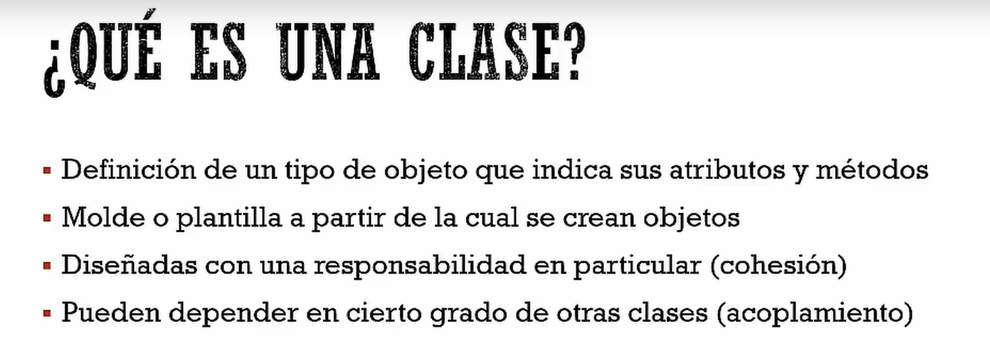 ¿QUÉ ES UNA CLASE?
▪ Definición de un tipo de objeto que indica sus atributos y métodos
▪ Molde o plantilla a partir de la cual se crean objetos
▪ Diseñadas con una responsabilidad en particular (cohesión)
▪ Pueden depender en cierto grado de otras clases (acoplamiento)